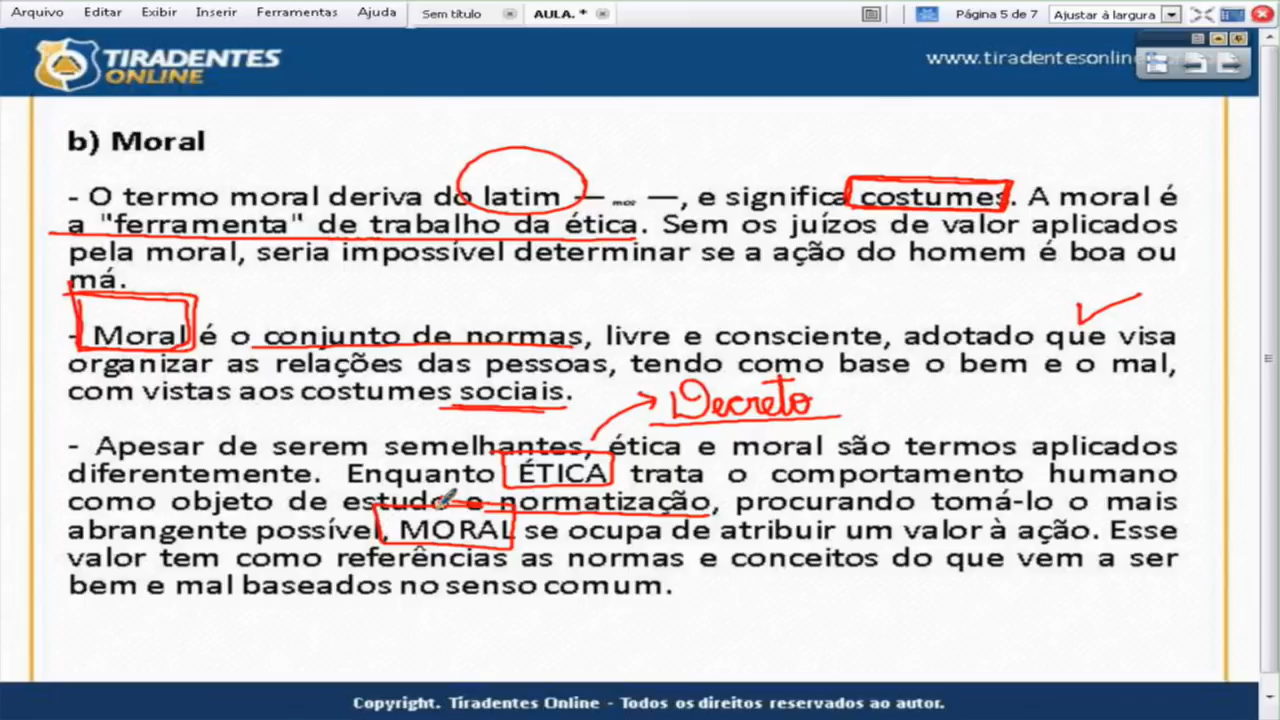 Arquivo Editar Exibir Inserir Ferramentas Ajuda Sem título AULA. * Página 5 de 7 Ajustar à largura
TIRADENTES
ONLINE
www.tiradentesonline
b) Moral
- O termo moral deriva do latim — mos —, e significa costumes. A moral é
a "ferramenta" de trabalho da ética. Sem os juízos de valor aplicados
pela moral, seria impossível determinar se a ação do homem é boa ou
má.
- Moral é o conjunto de normas, livre e consciente, adotado que visa
organizar as relações das pessoas, tendo como base o bem e o mal,
com vistas aos costumes sociais.
Decreto
- Apesar de serem semelhantes, ética e moral são termos aplicados
diferentemente. Enquanto ÉTICA trata o comportamento humano
como objeto de estudo e normatização, procurando tomá-lo o mais
abrangente possível, MORAL se ocupa de atribuir um valor à ação. Esse
valor tem como referências as normas e conceitos do que vem a ser
bem e mal baseados no senso comum.
Copyright. Tiradentes Online - Todos os direitos reservados ao autor.